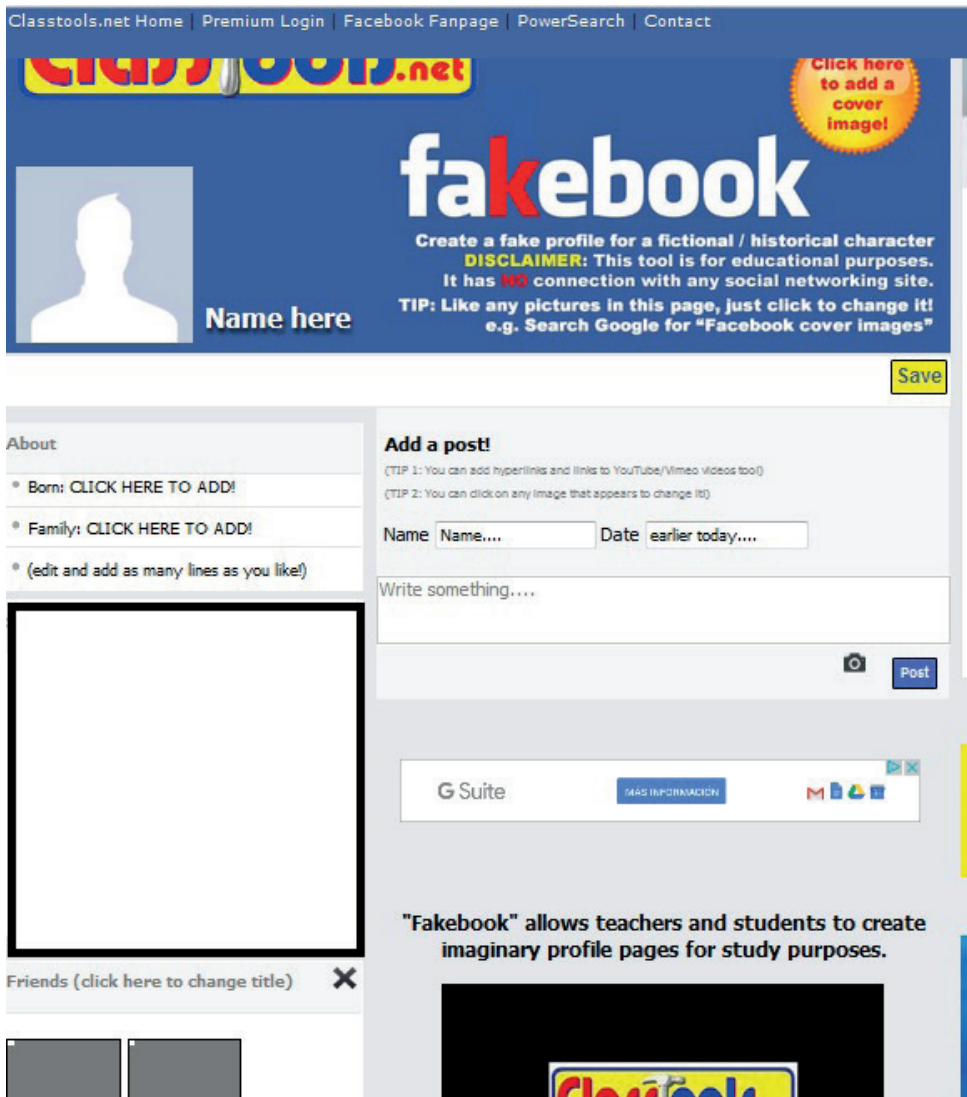 Classtools.net Home | Premium Login | Facebook Fanpage | PowerSearch | Contact
ClassTools.net
Click here
to add a
cover
image!
fakebook
Create a fake profile for a fictional / historical character
DISCLAIMER: This tool is for educational purposes.
It has NO connection with any social networking site.
TIP: Like any pictures in this page, just click to change it!
e.g. Search Google for “Facebook cover images”
Name here
Save
About
Born: CLICK HERE TO ADD!
Family: CLICK HERE TO ADD!
(edit and add as many lines as you like!)
Add a post!
(TIP 1: You can add hyperlinks and links to YouTube/Vimeo videos too!)
(TIP 2: You can click on any image that appears to change it!)
Name Name.... Date earlier today....
Write something....
Post
G Suite
MÁS INFORMACIÓN
"Fakebook" allows teachers and students to create
imaginary profile pages for study purposes.
Friends (click here to change title)
ClassTools